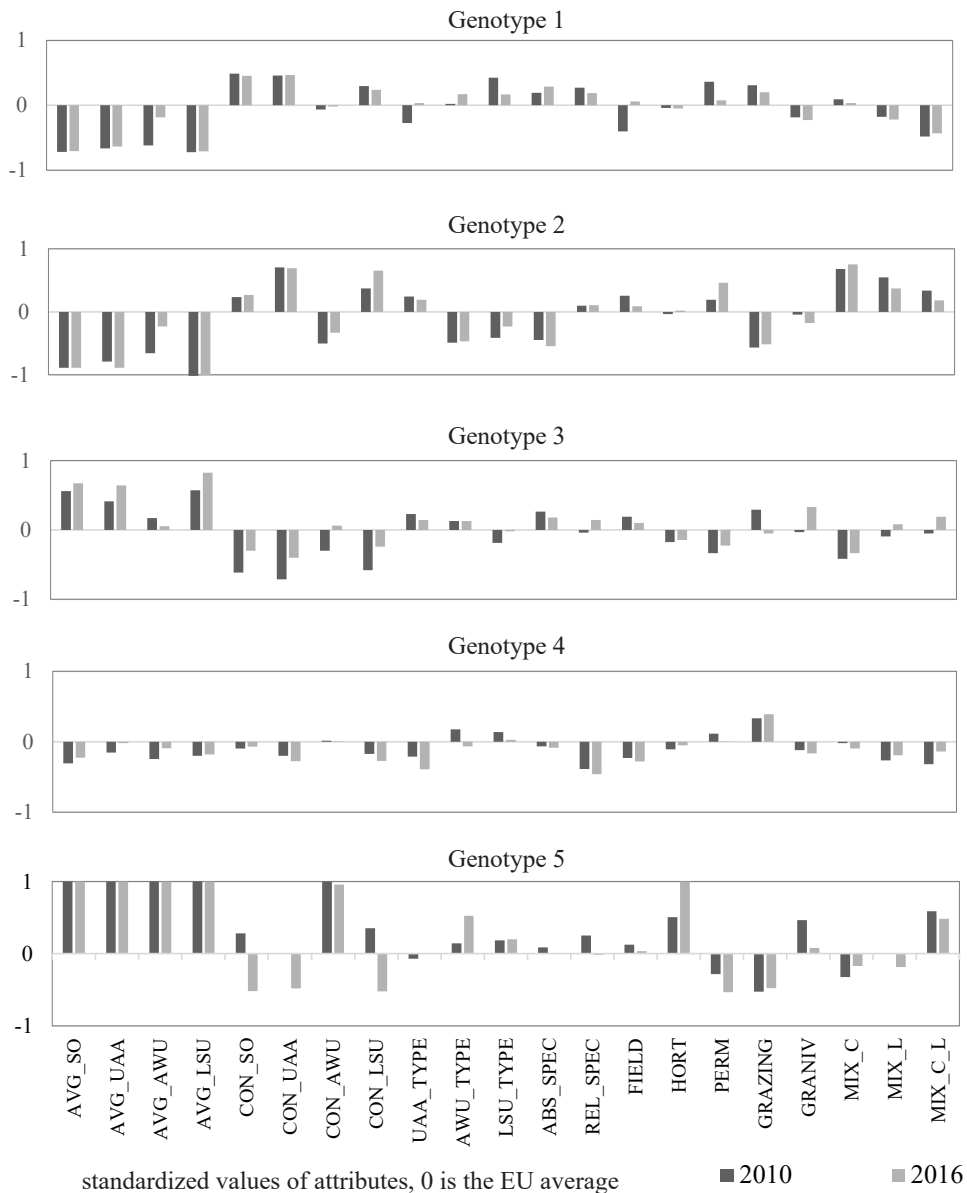 Genotype 1
1
0
-1
Genotype 2
1
0
-1
Genotype 3
1
0
-1
Genotype 4
1
0
-1
Genotype 5
1
0
-1
AVG_SO
AVG_UAA
AVG_AWU
AVG_LSU
CON_SO
CON_UAA
CON_AWU
CON_LSU
UAA_TYPE
AWU_TYPE
LSU_TYPE
ABS_SPEC
REL_SPEC
FIELD
HORT
PERM
GRAZING
GRANIV
MIX_C
MIX_L
MIX_C_L
standardized values of attributes, 0 is the EU average 2010 2016